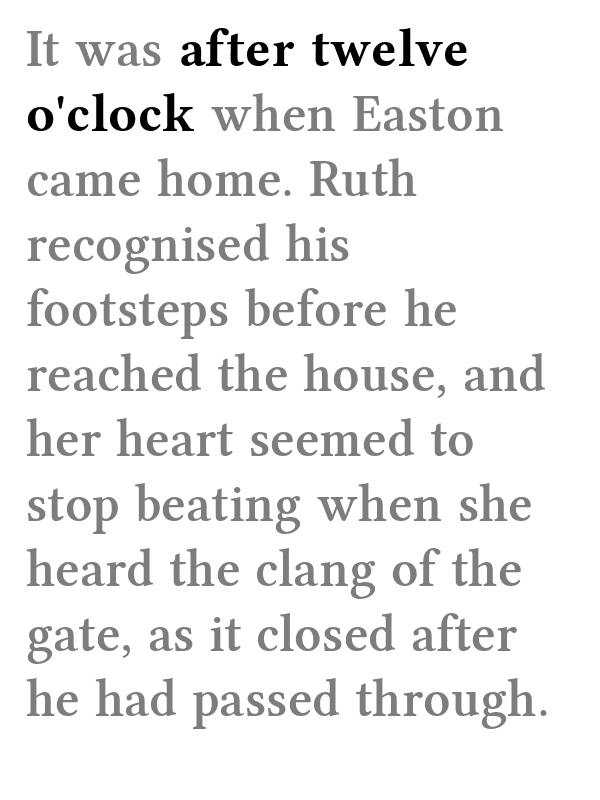 It was after twelve
o'clock when Easton
came home. Ruth
recognised his
footsteps before he
reached the house, and
her heart seemed to
stop beating when she
heard the clang of the
gate, as it closed after
he had passed through.